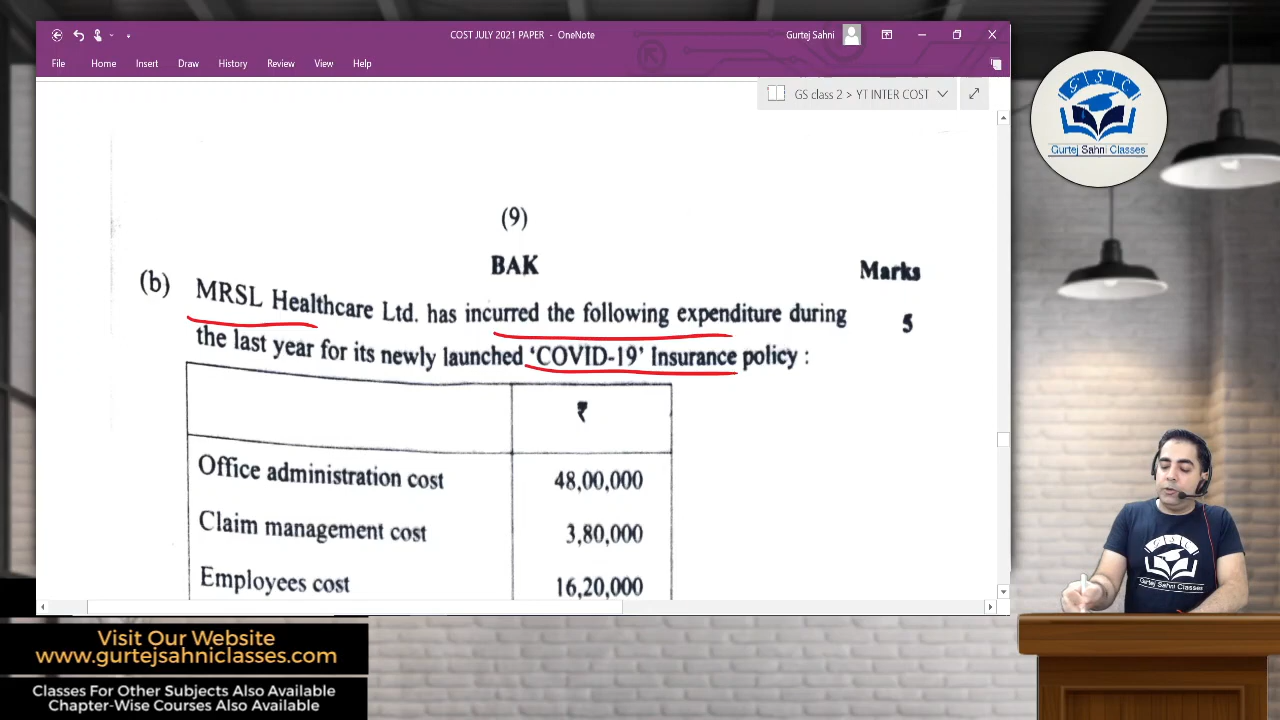 COST JULY 2021 PAPER - OneNote
Gurtej Sahni
File Home Insert Draw History Review View Help
GS class 2 > YT INTER COST
(9)
BAK
Marks
(b) MRSL Healthcare Ltd. has incurred the following expenditure during 5
the last year for its newly launched 'COVID-19' Insurance policy :
₹
Office administration cost 48,00,000
Claim management cost 3,80,000
Employees cost 16,20,000
G S C
Gurtej Sahni Classes
G S C
Gurtej Sahni Classes
Visit Our Website
www.gurtejsahniclasses.com
Classes For Other Subjects Also Available
Chapter-Wise Courses Also Available